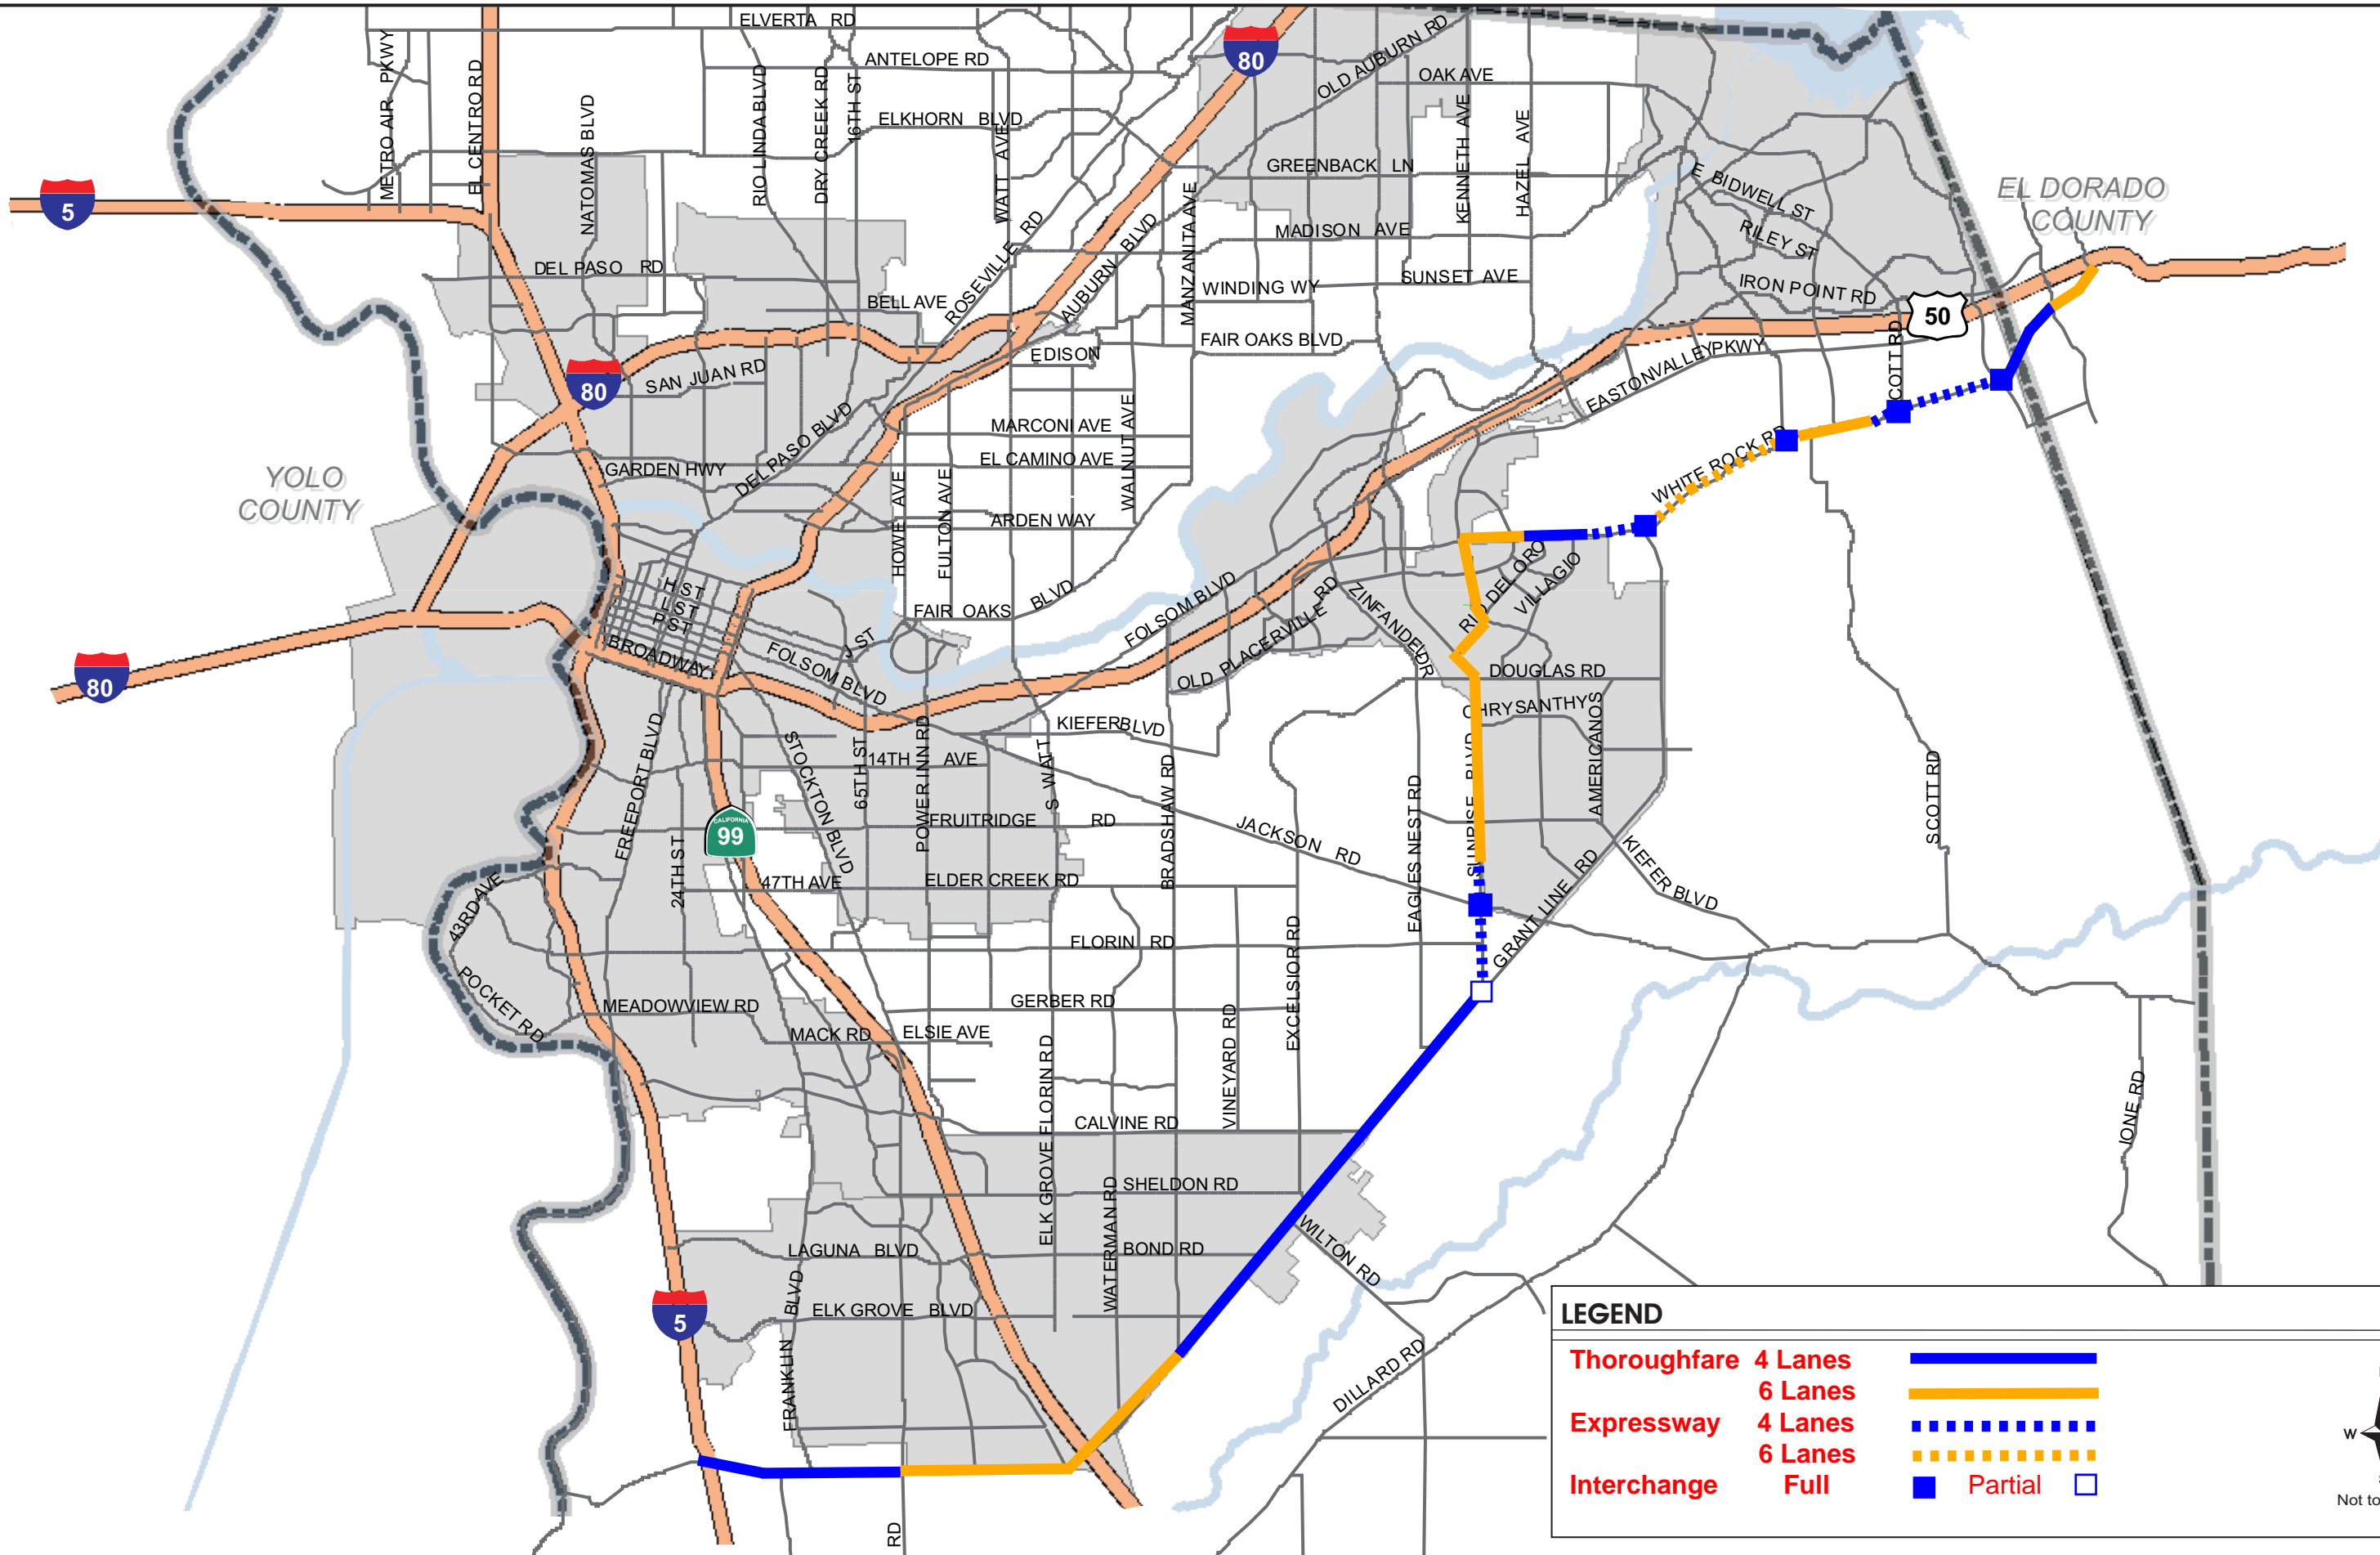 ELVERTA RD
ANTELOPE RD
80
OLD AUBURN RD
OAK AVE
METRO AIR PKWY
EL CENTRO RD
NATOMAS BLVD
RIO LINDA BLVD
DRY CREEK RD
16TH ST
ELKHORN BLVD
WATT AVE
KENNETH AVE
HAZEL AVE
GREENBACK LN
E BIDWELL ST
EL DORADO
COUNTY
5
ROSEVILLE RD
AUBURN BLVD
MANZANITA AVE
MADISON AVE
RILEY ST
DEL PASO RD
BELL AVE
WINDING WY
SUNSET AVE
IRON POINT RD
50
FAIR OAKS BLVD
EDISON
EASTON VALLEY PKWY
COTT RD
80
SAN JUAN RD
DEL PASO BLVD
MARCONI AVE
WALNUT AVE
WHITE ROCK RD
EL CAMINO AVE
GARDEN HWY
YOLO
COUNTY
HOWE AVE
FULTON AVE
ARDEN WAY
H ST
L ST
P ST
BROADWAY
J ST
FOLSOM BLVD
FAIR OAKS BLVD
FOLSOM BLVD
OLD PLACERVILLE RD
ZINFANDEL DR
RIO DEL ORO
VILLAGIO
80
DOUGLAS RD
CHRYSANTHY
AMERICANOS
KIEFER BLVD
FREEPORT BLVD
STOCKTON BLVD
65TH ST
14TH AVE
POWER INN RD
S WATT
BRADSHAW RD
EAGLES NEST RD
SUNRISE BLVD
SCOTT RD
CALIFORNIA
99
FRUITRIDGE RD
JACKSON RD
KIEFER BLVD
24TH ST
47TH AVE
ELDER CREEK RD
GRANT LINE RD
43RD AVE
FLORIN RD
EXCELSIOR RD
POCKET RD
MEADOWVIEW RD
GERBER RD
MACK RD
ELSIE AVE
ELK GROVE FLORIN RD
VINEYARD RD
CALVINE RD
IONE RD
SHELDON RD
WATERMAN RD
WILTON RD
LAGUNA BLVD
BOND RD
FRANKLIN BLVD
ELK GROVE BLVD
5
DILLARD RD
RD
LEGEND
Thoroughfare 4 Lanes
6 Lanes
Expressway 4 Lanes
6 Lanes
Interchange Full Partial
W
Not to